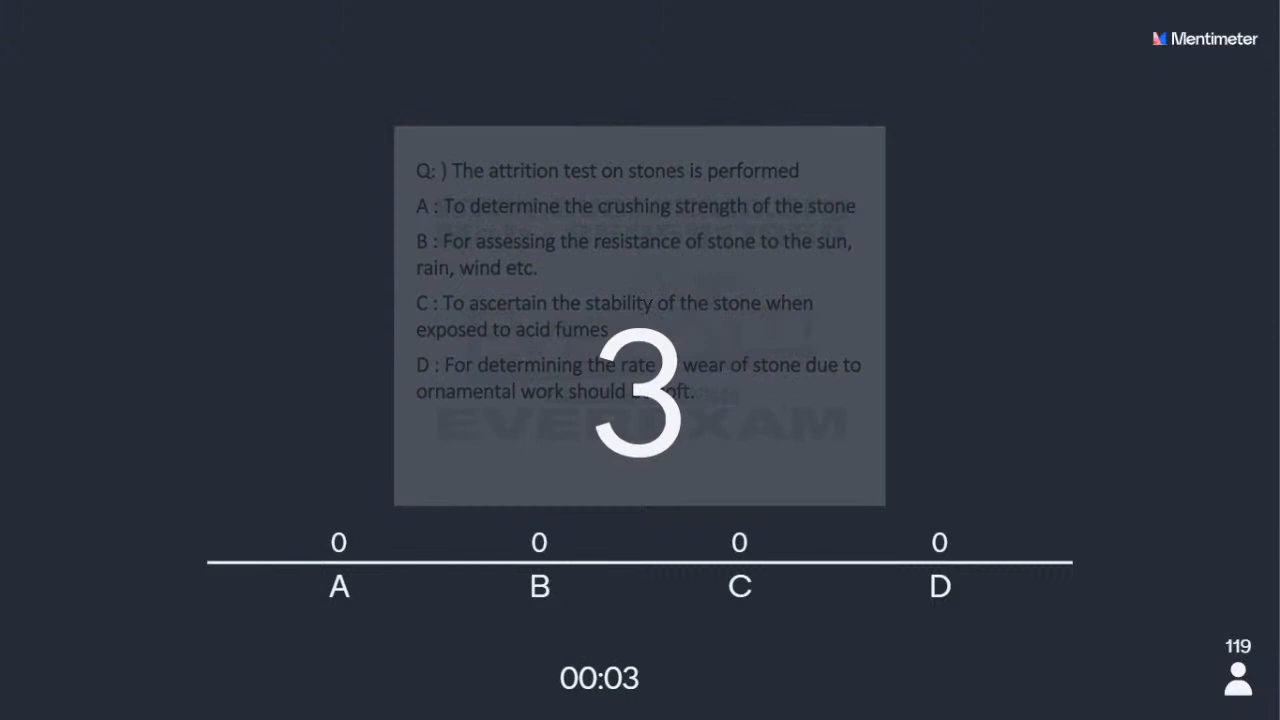 Mentimeter
Q: ) The attrition test on stones is performed
A : To determine the crushing strength of the stone
B : For assessing the resistance of stone to the sun,
rain, wind etc.
C : To ascertain the stability of the stone when
exposed to acid fumes
D : For determining the rate wear of stone due to
ornamental work should
3
EVEREXAM
0 0 0 0
A B C D
00:03
119